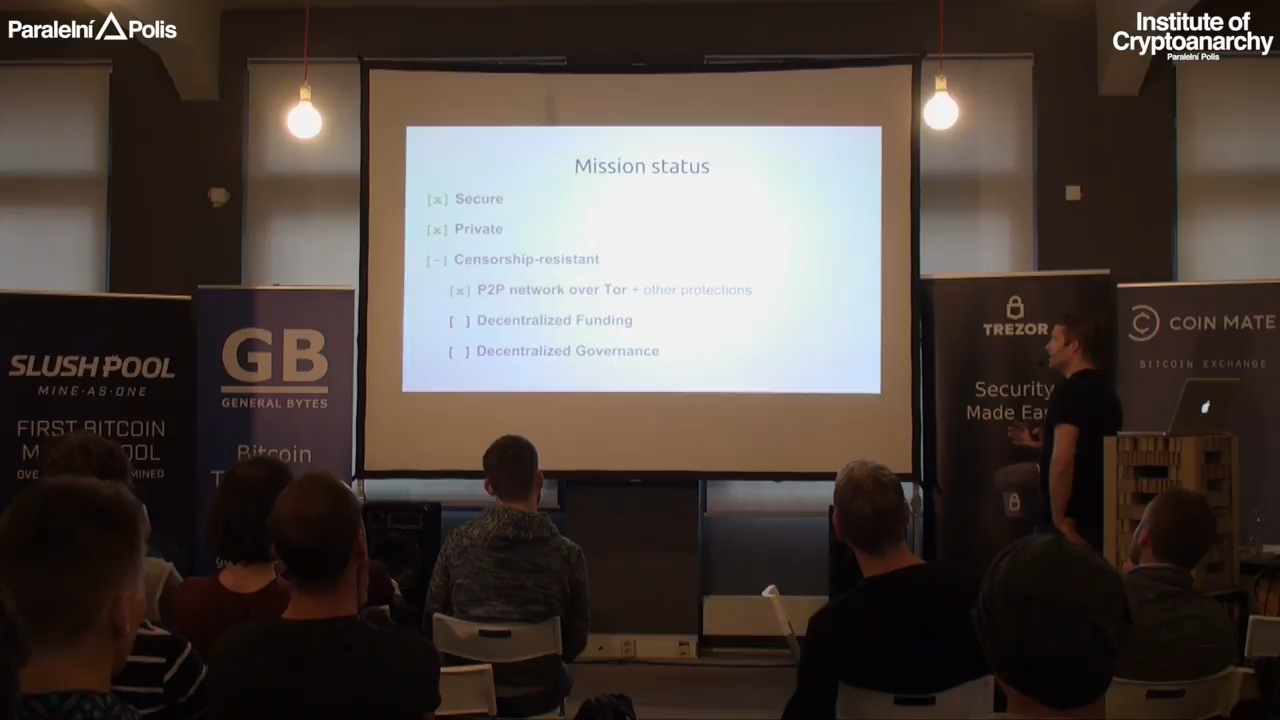 Paralelní Polis
Institute of
Cryptoanarchy
Paralelní Polis
Mission status
[x] Secure
[x] Private
[-] Censorship-resistant
[x] P2P network over Tor + other protections
[ ] Decentralized Funding
[ ] Decentralized Governance
SLUSH POOL
MINE·AS·ONE
FIRST BITCOIN
GB
GENERAL BYTES
Bitcoin
TREZOR
Security
Made
COIN MATE
BITCOIN EXCHANGE